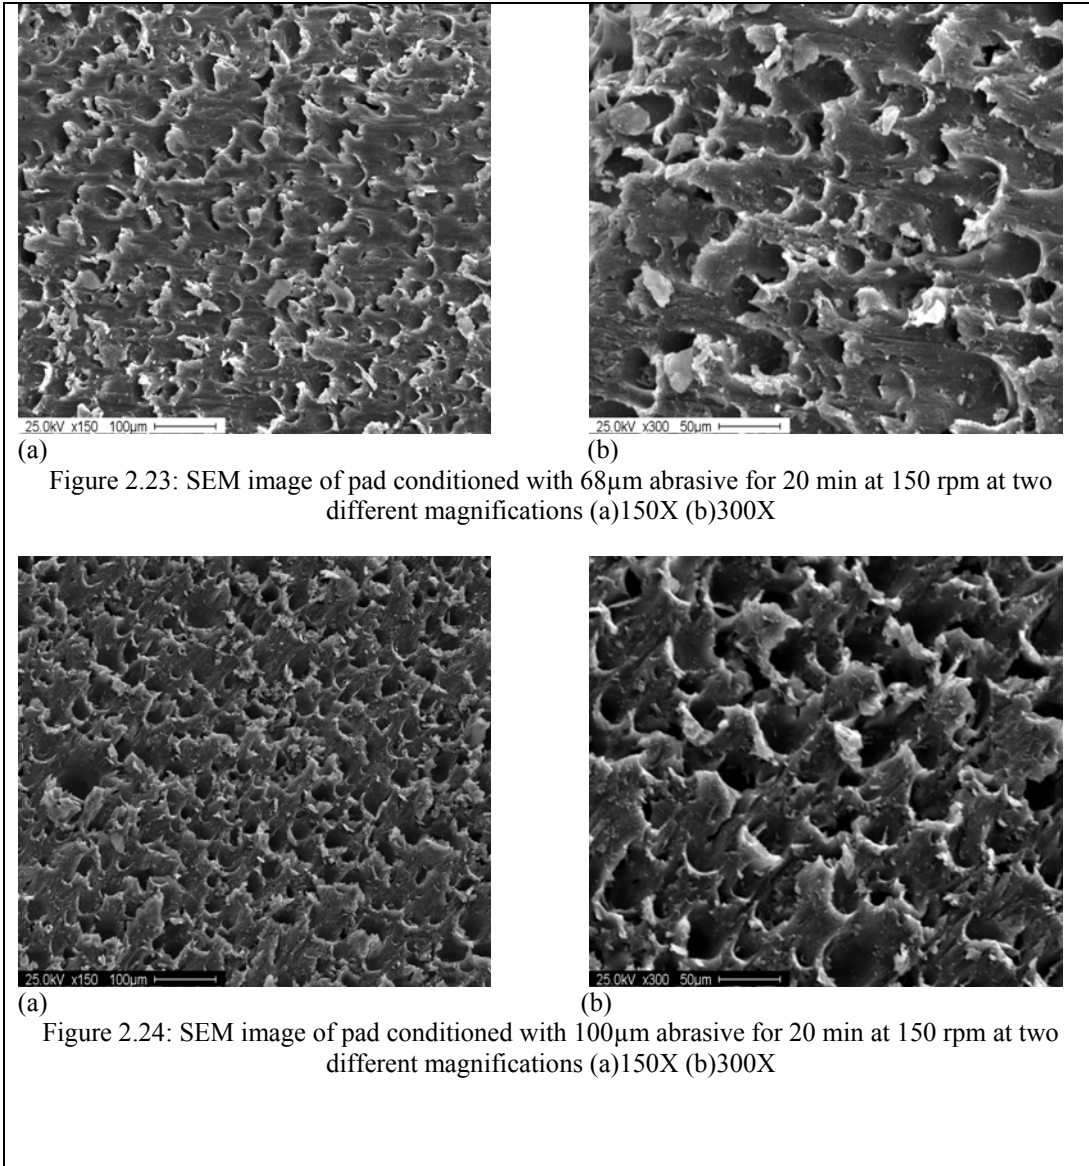 25.0kV x150 100µm
25.0kV x300 50µm
(a)
(b)
Figure 2.23: SEM image of pad conditioned with 68µm abrasive for 20 min at 150 rpm at two
different magnifications (a)150X (b)300X
25.0kV x150 100µm
25.0kV x300 50µm
(a)
(b)
Figure 2.24: SEM image of pad conditioned with 100µm abrasive for 20 min at 150 rpm at two
different magnifications (a)150X (b)300X